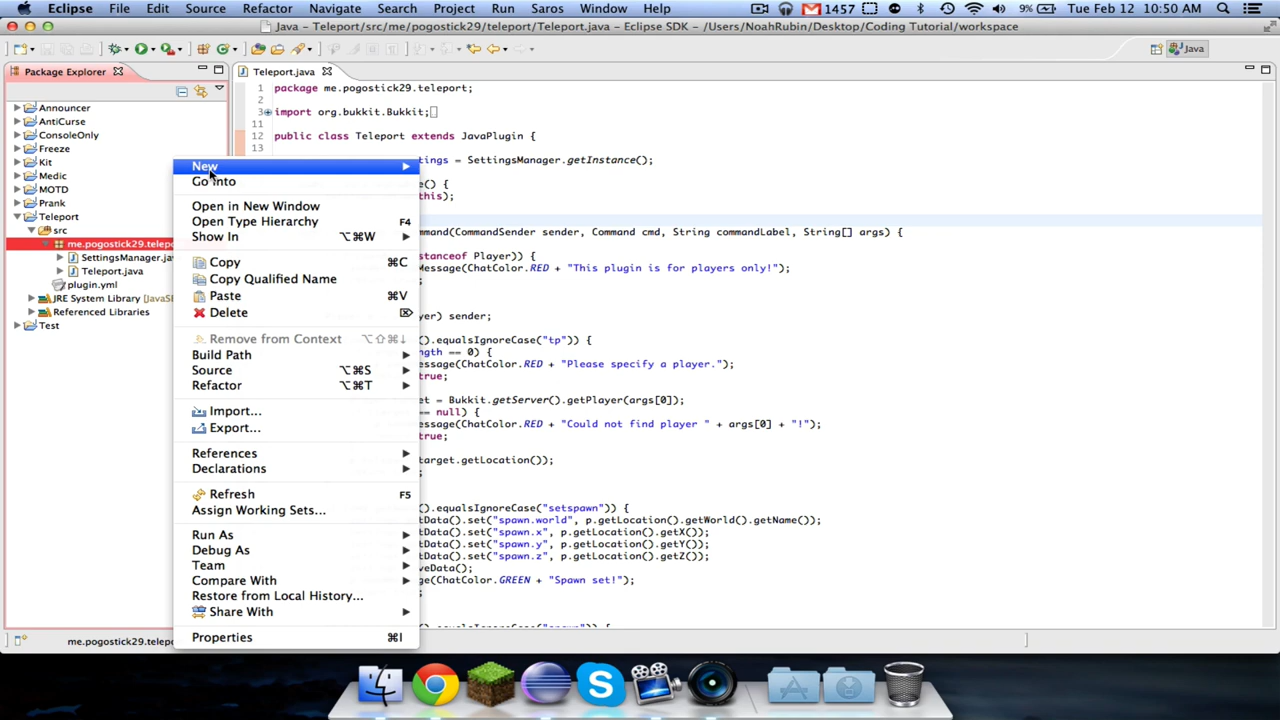 Eclipse File Edit Source Refactor Navigate Search Project Run Saros Window Help 1457 9% Tue Feb 12 10:50 AM
Java – Teleport/src/me/pogostick29/teleport/Teleport.java – Eclipse SDK – /Users/NoahRubin/Desktop/Coding Tutorial/workspace
Java
Package Explorer
Teleport.java
Announcer
AntiCurse
ConsoleOnly
Freeze
Kit
Medic
MOTD
Prank
Teleport
src
me.pogostick29.telepo
SettingsManager.jav
Teleport.java
plugin.yml
JRE System Library [JavaS
Referenced Libraries
Test
New
Go Into
Open in New Window
Open Type Hierarchy F4
Show In ⌥⌘W
Copy ⌘C
Copy Qualified Name
Paste ⌘V
Delete ⌦
Remove from Context ⌥⇧⌘↓
Build Path
Source ⌥⌘S
Refactor ⌥⌘T
Import...
Export...
References
Declarations
Refresh F5
Assign Working Sets...
Run As
Debug As
Team
Compare With
Restore from Local History...
Share With
Properties ⌘I
1 package me.pogostick29.teleport;
2
3 import org.bukkit.Bukkit;
11
12 public class Teleport extends JavaPlugin {
13
tings = SettingsManager.getInstance();
e() {
this);
mmand(CommandSender sender, Command cmd, String commandLabel, String[] args) {
stanceof Player)) {
Message(ChatColor.RED + "This plugin is for players only!");
;
yer) sender;
).equalsIgnoreCase("tp")) {
ngth == 0) {
essage(ChatColor.RED + "Please specify a player.");
true;
et = Bukkit.getServer().getPlayer(args[0]);
== null) {
essage(ChatColor.RED + "Could not find player " + args[0] + "!");
true;
target.getLocation());
;
).equalsIgnoreCase("setspawn")) {
tData().set("spawn.world", p.getLocation().getWorld().getName());
tData().set("spawn.x", p.getLocation().getX());
tData().set("spawn.y", p.getLocation().getY());
tData().set("spawn.z", p.getLocation().getZ());
veData();
ge(ChatColor.GREEN + "Spawn set!");
;
me.pogostick29.telepo